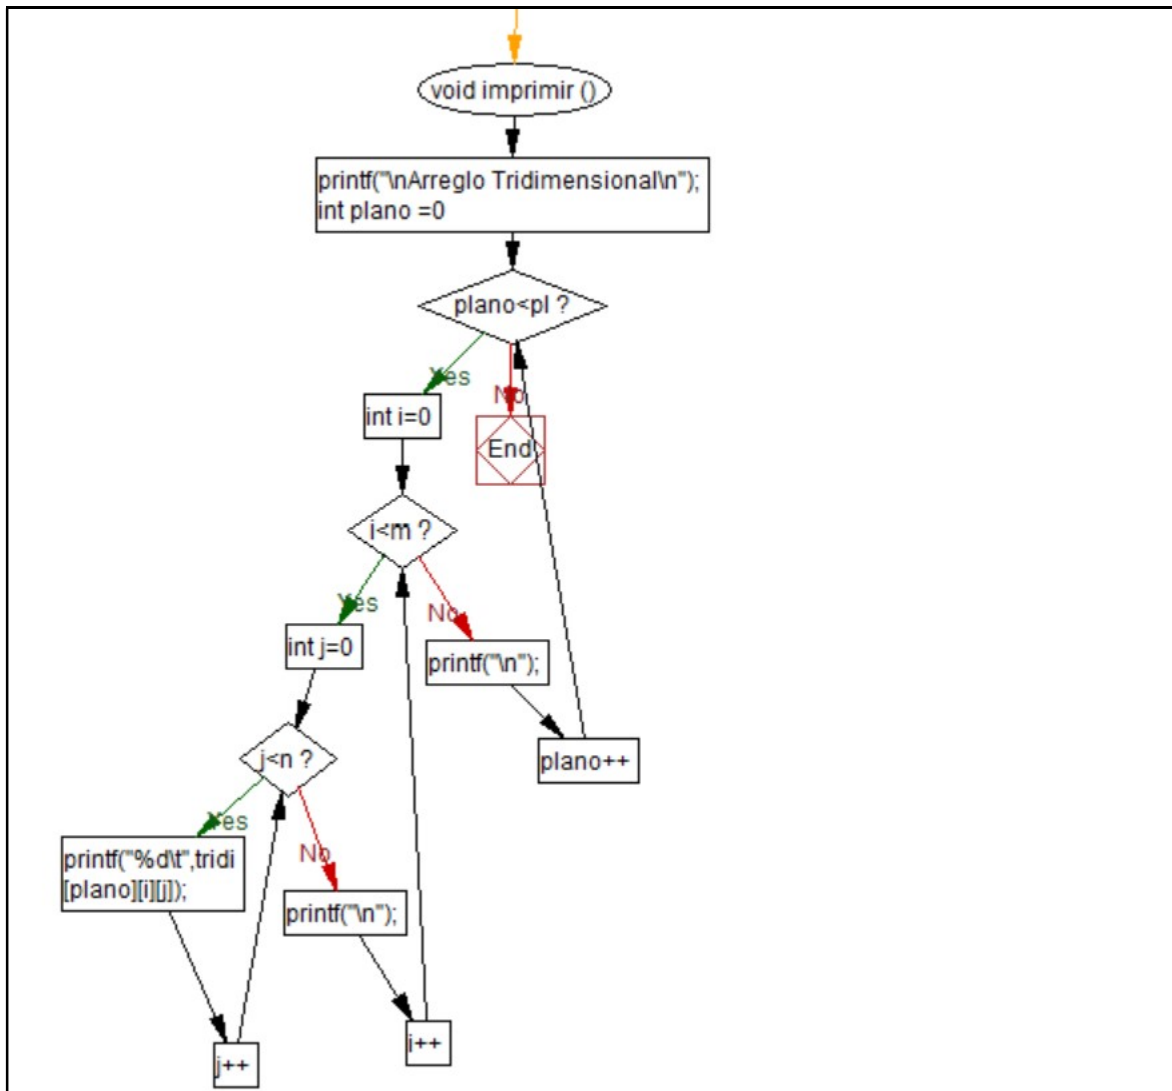 void imprimir ()
printf("\nArreglo Tridimensional\n");
int plano =0
plano<pl ?
Yes
No
int i=0
End
i<m ?
Yes
No
int j=0
printf("\n");
j<n ?
plano++
Yes
No
printf("%d\t",tridi
[plano][i][j]);
printf("\n");
j++
i++